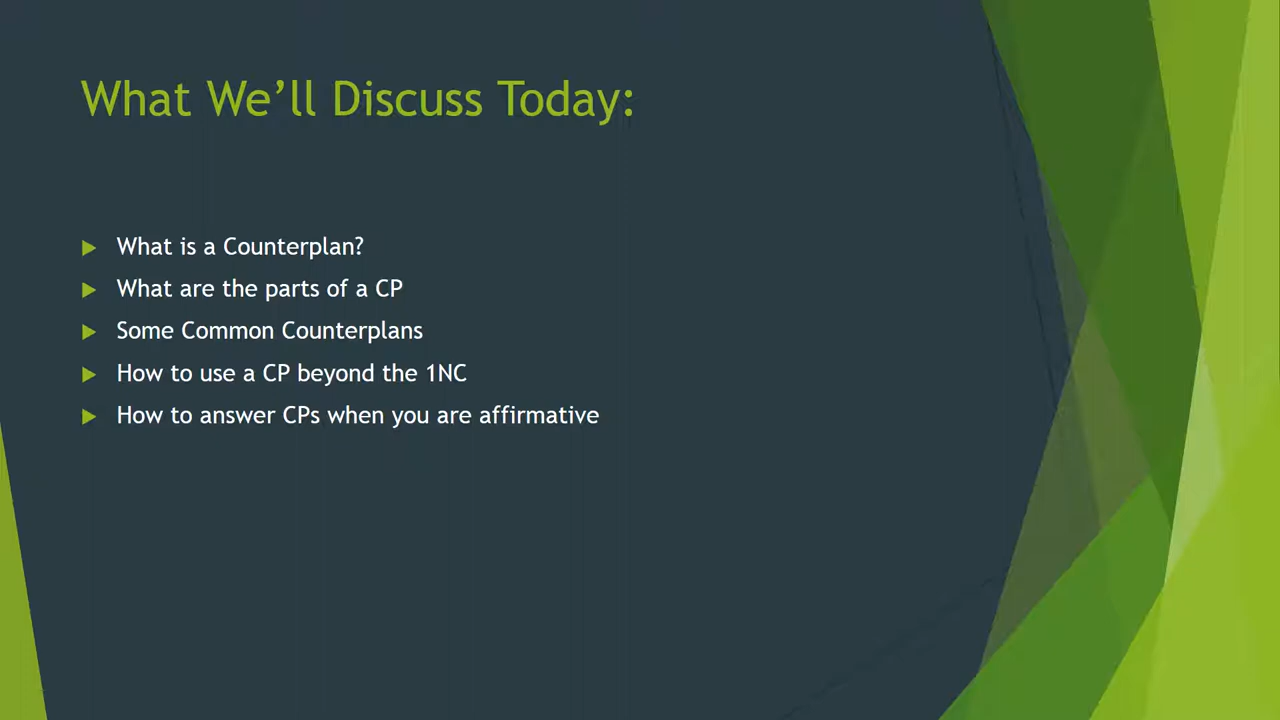 What We’ll Discuss Today:
What is a Counterplan?
What are the parts of a CP
Some Common Counterplans
How to use a CP beyond the 1NC
How to answer CPs when you are affirmative